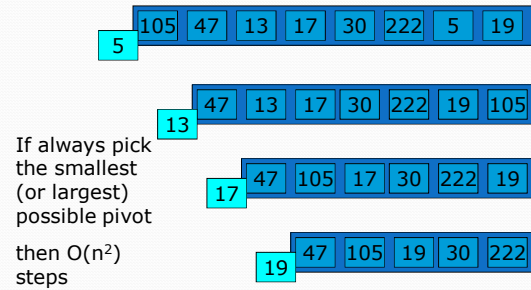 105 47 13 17 30 222 5 19
5
47 13 17 30 222 19 105
13
If always pick
the smallest
(or largest)
possible pivot
then O(n²)
steps
47 105 17 30 222 19
17
47 105 19 30 222
19